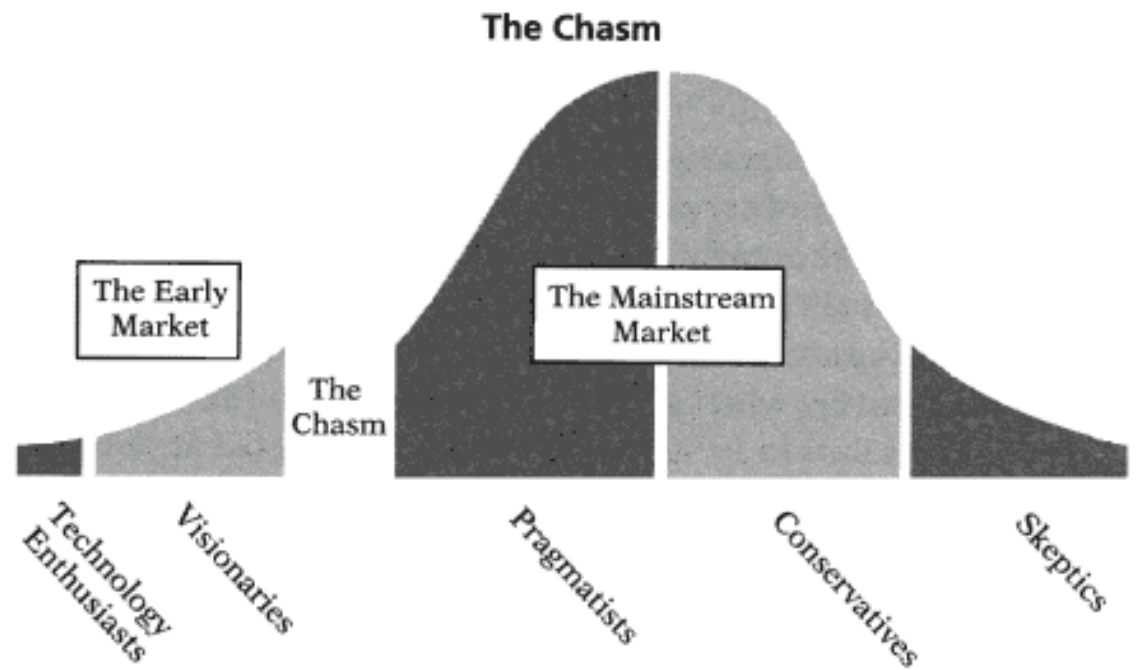 The Chasm
The Early
Market
The Mainstream
Market
The
Chasm
Technology
Enthusiasts
Visionaries
Pragmatists
Conservatives
Skeptics